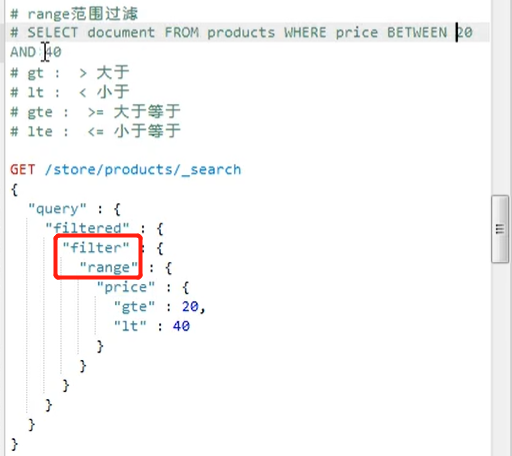 # range范围过滤
# SELECT document FROM products WHERE price BETWEEN 20
AND 40
# gt :  > 大于
# lt :  < 小于
# gte :  >= 大于等于
# lte :  <= 小于等于
GET /store/products/_search
{
"query" : {
"filtered" : {
"filter" : {
"range" : {
"price" : {
"gte" : 20,
"lt" : 40
}
}
}
}
}
}